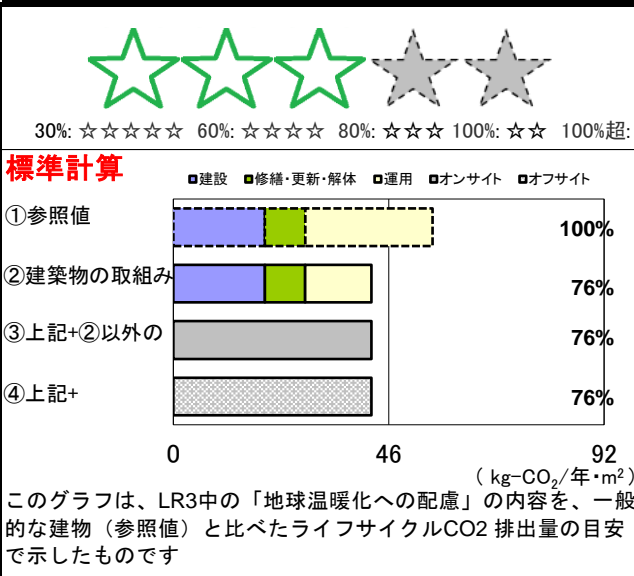 30%: ☆☆☆☆☆ 60%: ☆☆☆☆ 80%: ☆☆☆ 100%: ☆☆ 100%超:
標準計算
■建設 ■修繕・更新・解体 □運用 ■オンサイト ■オフサイト
①参照値 100%
②建築物の取組み 76%
③上記+②以外の 76%
④上記+ 76%
0 46 92
( kg-CO₂/年・m²)
このグラフは、LR3中の「地球温暖化への配慮」の内容を、一般
的な建物（参照値）と比べたライフサイクルCO2 排出量の目安
で示したものです